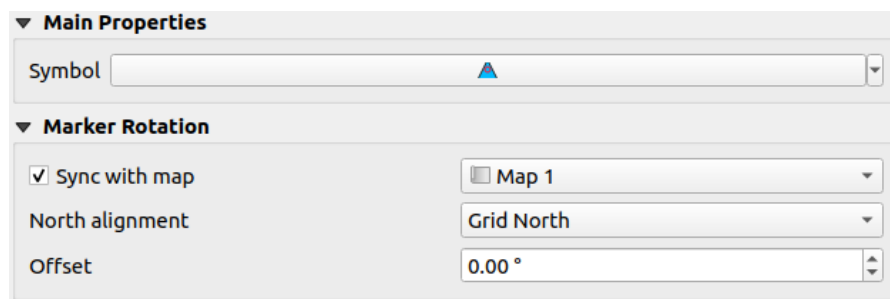 Main Properties
Symbol
Marker Rotation
Sync with map Map 1
North alignment Grid North
Offset 0.00 °